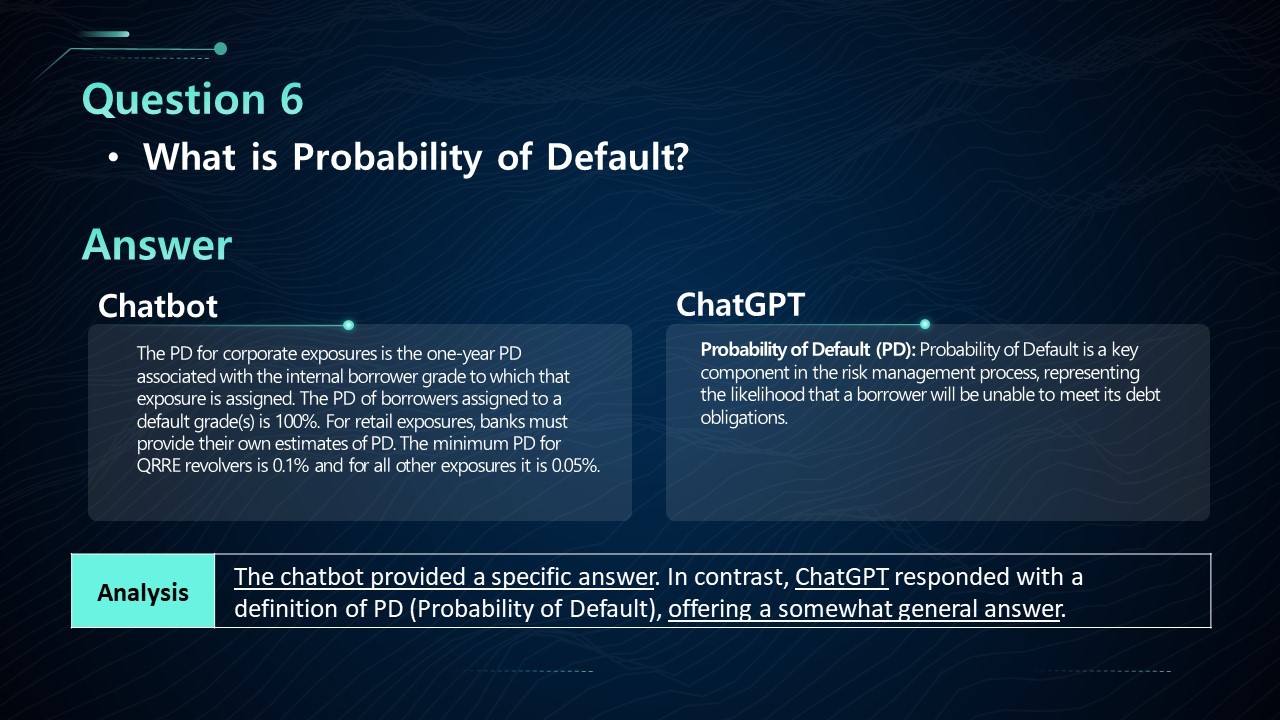 Question 6
• What is Probability of Default?
Answer
Chatbot
The PD for corporate exposures is the one-year PD
associated with the internal borrower grade to which that
exposure is assigned. The PD of borrowers assigned to a
default grade(s) is 100%. For retail exposures, banks must
provide their own estimates of PD. The minimum PD for
QRRE revolvers is 0.1% and for all other exposures it is 0.05%.
ChatGPT
Probability of Default (PD): Probability of Default is a key
component in the risk management process, representing
the likelihood that a borrower will be unable to meet its debt
obligations.
Analysis
The chatbot provided a specific answer. In contrast, ChatGPT responded with a
definition of PD (Probability of Default), offering a somewhat general answer.